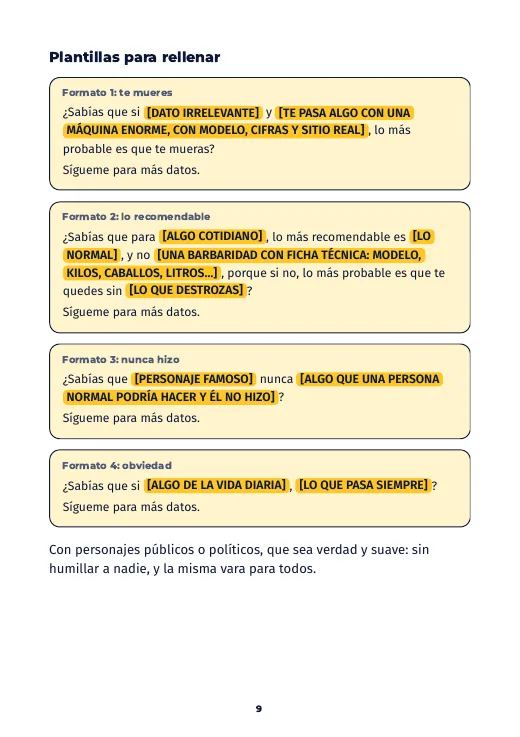 Plantillas para rellenar
Formato 1: te mueres
¿Sabías que si [DATO IRRELEVANTE] y [TE PASA ALGO CON UNA
MÁQUINA ENORME, CON MODELO, CIFRAS Y SITIO REAL], lo más
probable es que te mueras?
Sígueme para más datos.
Formato 2: lo recomendable
¿Sabías que para [ALGO COTIDIANO], lo más recomendable es [LO
NORMAL], y no [UNA BARBARIDAD CON FICHA TÉCNICA: MODELO,
KILOS, CABALLOS, LITROS...], porque si no, lo más probable es que te
quedes sin [LO QUE DESTROZAS]?
Sígueme para más datos.
Formato 3: nunca hizo
¿Sabías que [PERSONAJE FAMOSO] nunca [ALGO QUE UNA PERSONA
NORMAL PODRÍA HACER Y ÉL NO HIZO]?
Sígueme para más datos.
Formato 4: obviedad
¿Sabías que si [ALGO DE LA VIDA DIARIA], [LO QUE PASA SIEMPRE]?
Sígueme para más datos.
Con personajes públicos o políticos, que sea verdad y suave: sin
humillar a nadie, y la misma vara para todos.
9